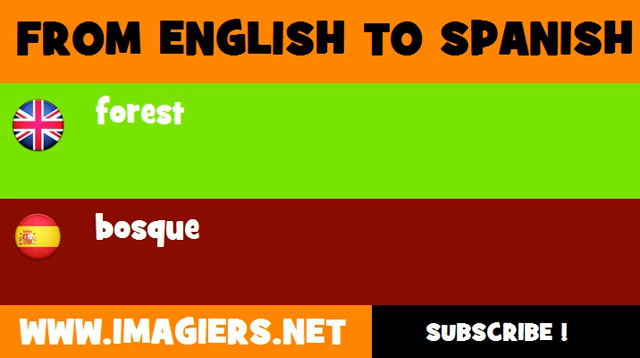 FROM ENGLISH TO SPANISH
forest
bosque
WWW.IMAGIERS.NET
SUBSCRIBE !